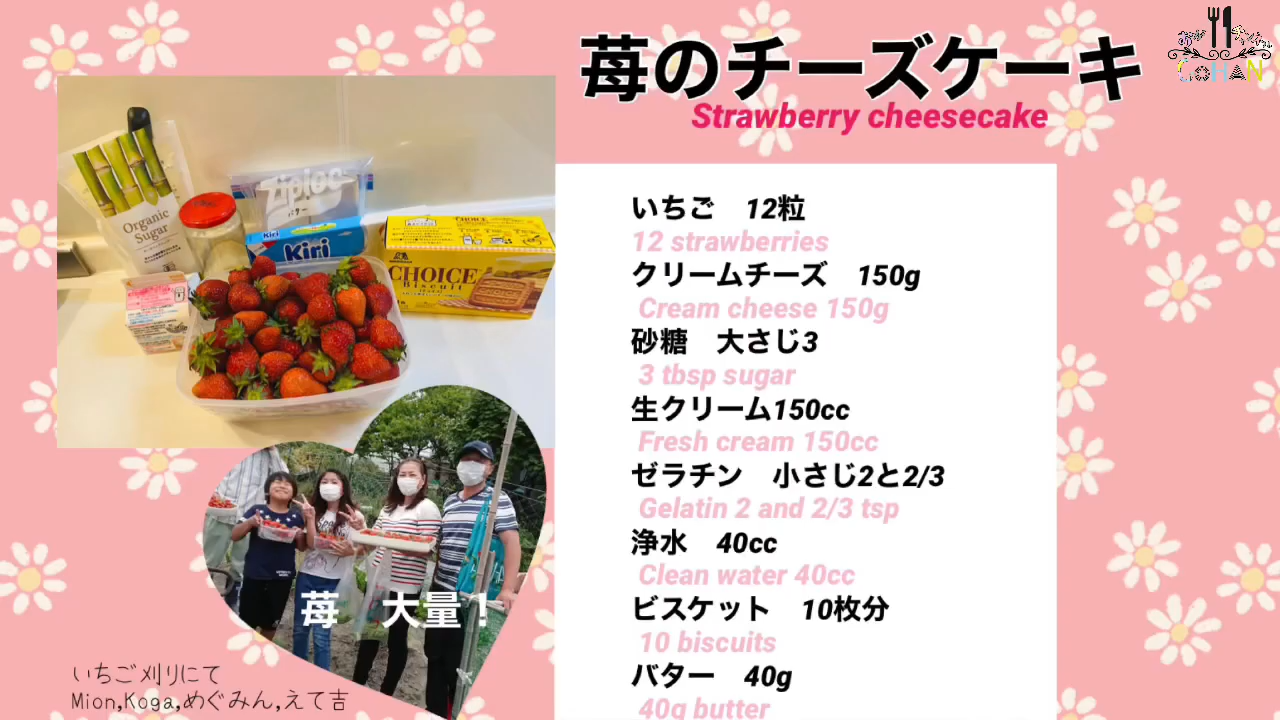 苺のチーズケーキ
Strawberry cheesecake
GOHAN
Organic
Sugar
Ziploc
バター
Kiri
Kiri
CHOICE
Biscuit
いちご　12粒
12 strawberries
クリームチーズ　150g
Cream cheese 150g
砂糖　大さじ3
3 tbsp sugar
生クリーム150cc
Fresh cream 150cc
ゼラチン　小さじ2と2/3
Gelatin 2 and 2/3 tsp
浄水　40cc
Clean water 40cc
ビスケット　10枚分
10 biscuits
バター　40g
40g butter
苺　大量！
いちご刈りにて
Mion,Koga,めぐみん,えて吉